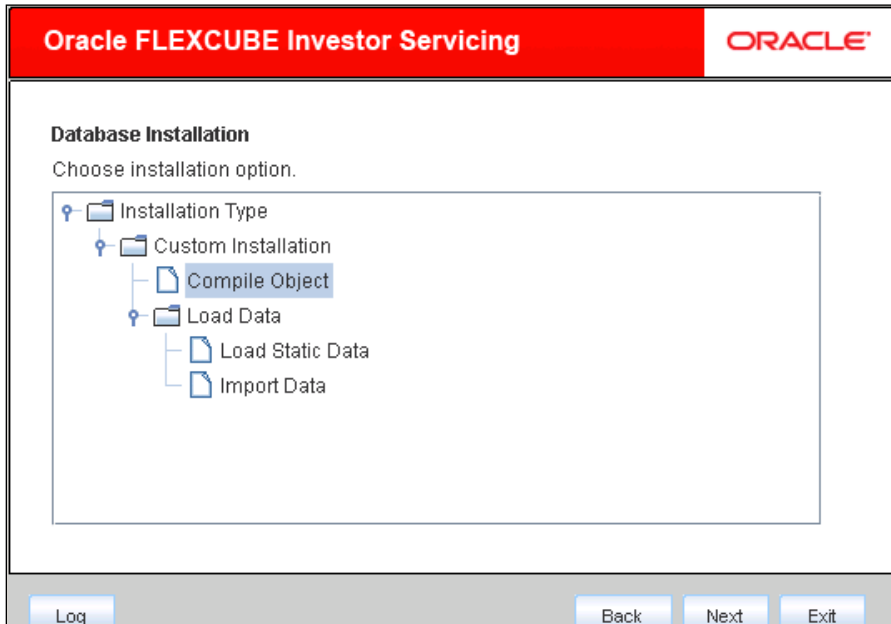 Oracle FLEXCUBE Investor Servicing
ORACLE
Database Installation
Choose installation option.
Installation Type
Custom Installation
Compile Object
Load Data
Load Static Data
Import Data
Log
Back
Next
Exit